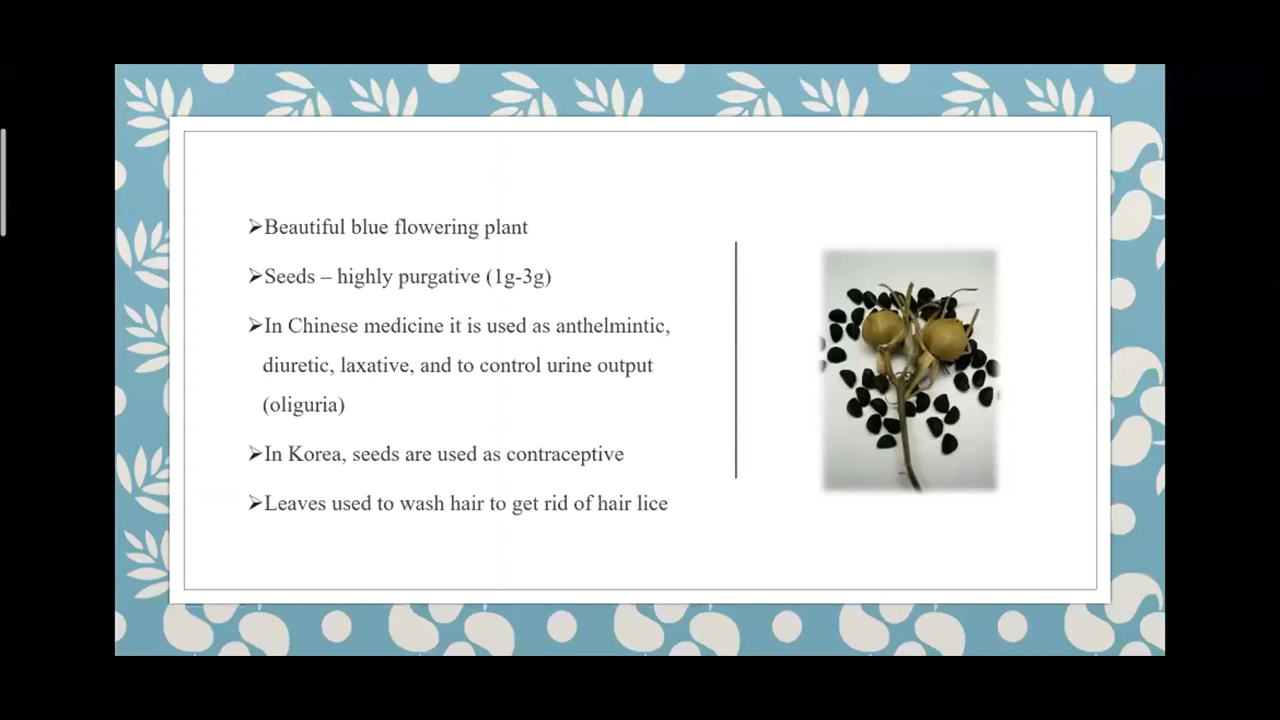 ➢Beautiful blue flowering plant
➢Seeds – highly purgative (1g-3g)
➢In Chinese medicine it is used as anthelmintic,
diuretic, laxative, and to control urine output
(oliguria)
➢In Korea, seeds are used as contraceptive
➢Leaves used to wash hair to get rid of hair lice